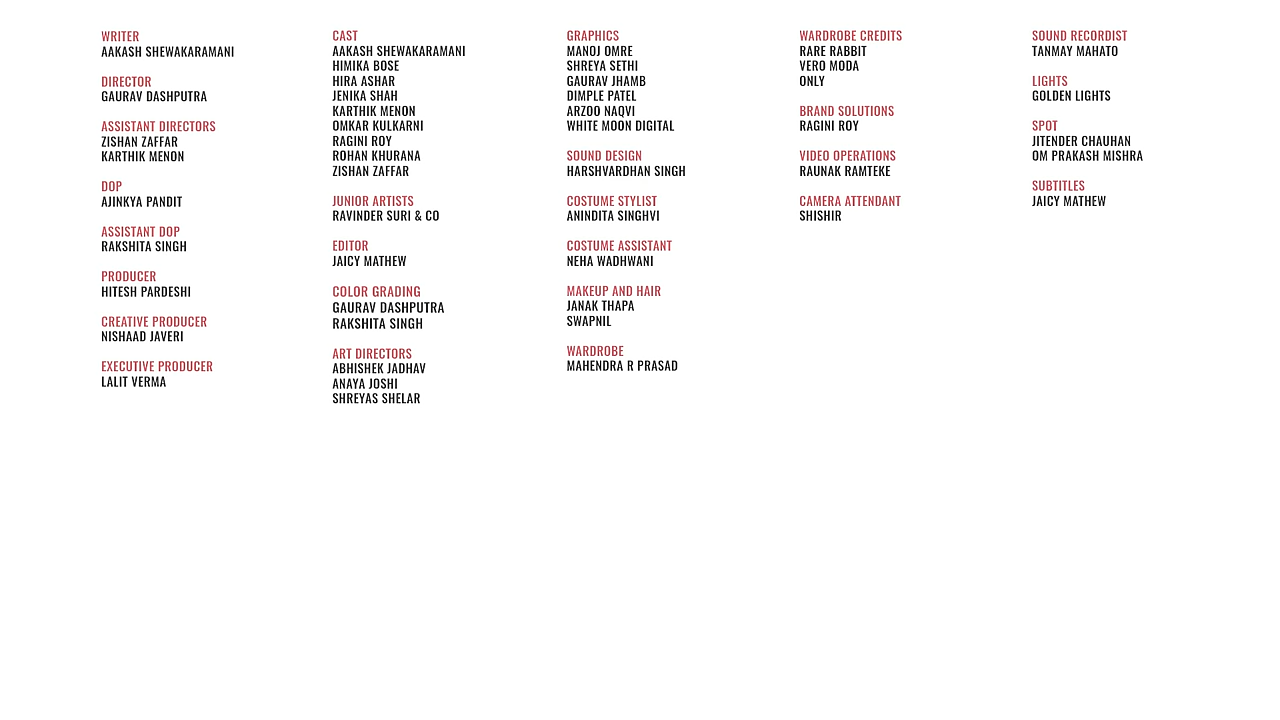 WRITER
AAKASH SHEWAKARAMANI
DIRECTOR
GAURAV DASHPUTRA
ASSISTANT DIRECTORS
ZISHAN ZAFFAR
KARTHIK MENON
DOP
AJINKYA PANDIT
ASSISTANT DOP
RAKSHITA SINGH
PRODUCER
HITESH PARDESHI
CREATIVE PRODUCER
NISHAAD JAVERI
EXECUTIVE PRODUCER
LALIT VERMA
CAST
AAKASH SHEWAKARAMANI
HIMIKA BOSE
HIRA ASHAR
JENIKA SHAH
KARTHIK MENON
OMKAR KULKARNI
RAGINI ROY
ROHAN KHURANA
ZISHAN ZAFFAR
JUNIOR ARTISTS
RAVINDER SURI & CO
EDITOR
JAICY MATHEW
COLOR GRADING
GAURAV DASHPUTRA
RAKSHITA SINGH
ART DIRECTORS
ABHISHEK JADHAV
ANAYA JOSHI
SHREYAS SHELAR
GRAPHICS
MANOJ OMRE
SHREYA SETHI
GAURAV JHAMB
DIMPLE PATEL
ARZOO NAQVI
WHITE MOON DIGITAL
SOUND DESIGN
HARSHVARDHAN SINGH
COSTUME STYLIST
ANINDITA SINGHVI
COSTUME ASSISTANT
NEHA WADHWANI
MAKEUP AND HAIR
JANAK THAPA
SWAPNIL
WARDROBE
MAHENDRA R PRASAD
WARDROBE CREDITS
RARE RABBIT
VERO MODA
ONLY
BRAND SOLUTIONS
RAGINI ROY
VIDEO OPERATIONS
RAUNAK RAMTEKE
CAMERA ATTENDANT
SHISHIR
SOUND RECORDIST
TANMAY MAHATO
LIGHTS
GOLDEN LIGHTS
SPOT
JITENDER CHAUHAN
OM PRAKASH MISHRA
SUBTITLES
JAICY MATHEW